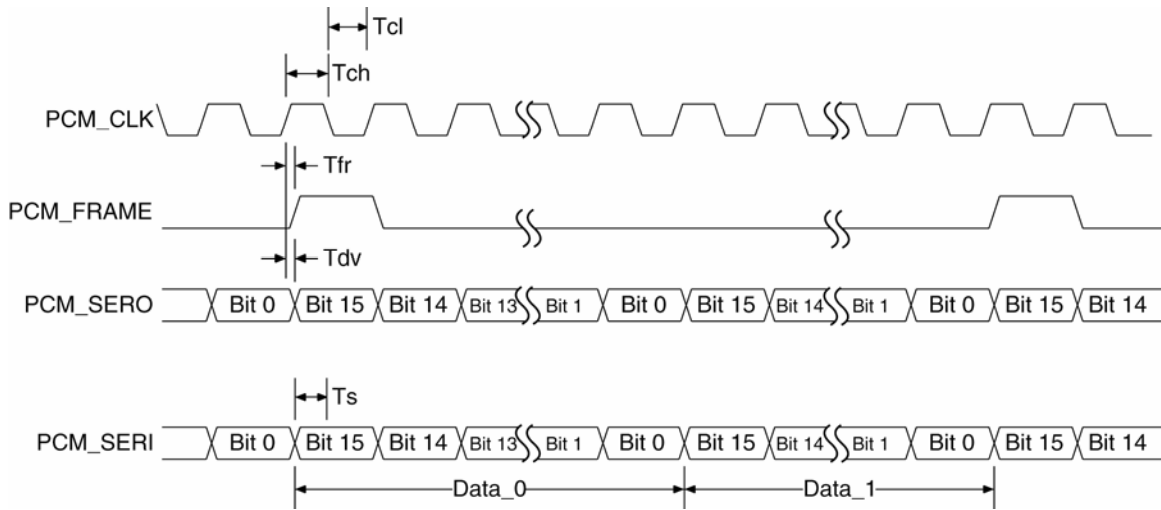 Tcl
Tch
PCM_CLK
Tfr
PCM_FRAME
Tdv
PCM_SERO Bit 0 Bit 15 Bit 14 Bit 13 Bit 1 Bit 0 Bit 15 Bit 14 Bit 1 Bit 0 Bit 15 Bit 14
Ts
PCM_SERI Bit 0 Bit 15 Bit 14 Bit 13 Bit 1 Bit 0 Bit 15 Bit 14 Bit 1 Bit 0 Bit 15 Bit 14
Data_0 Data_1